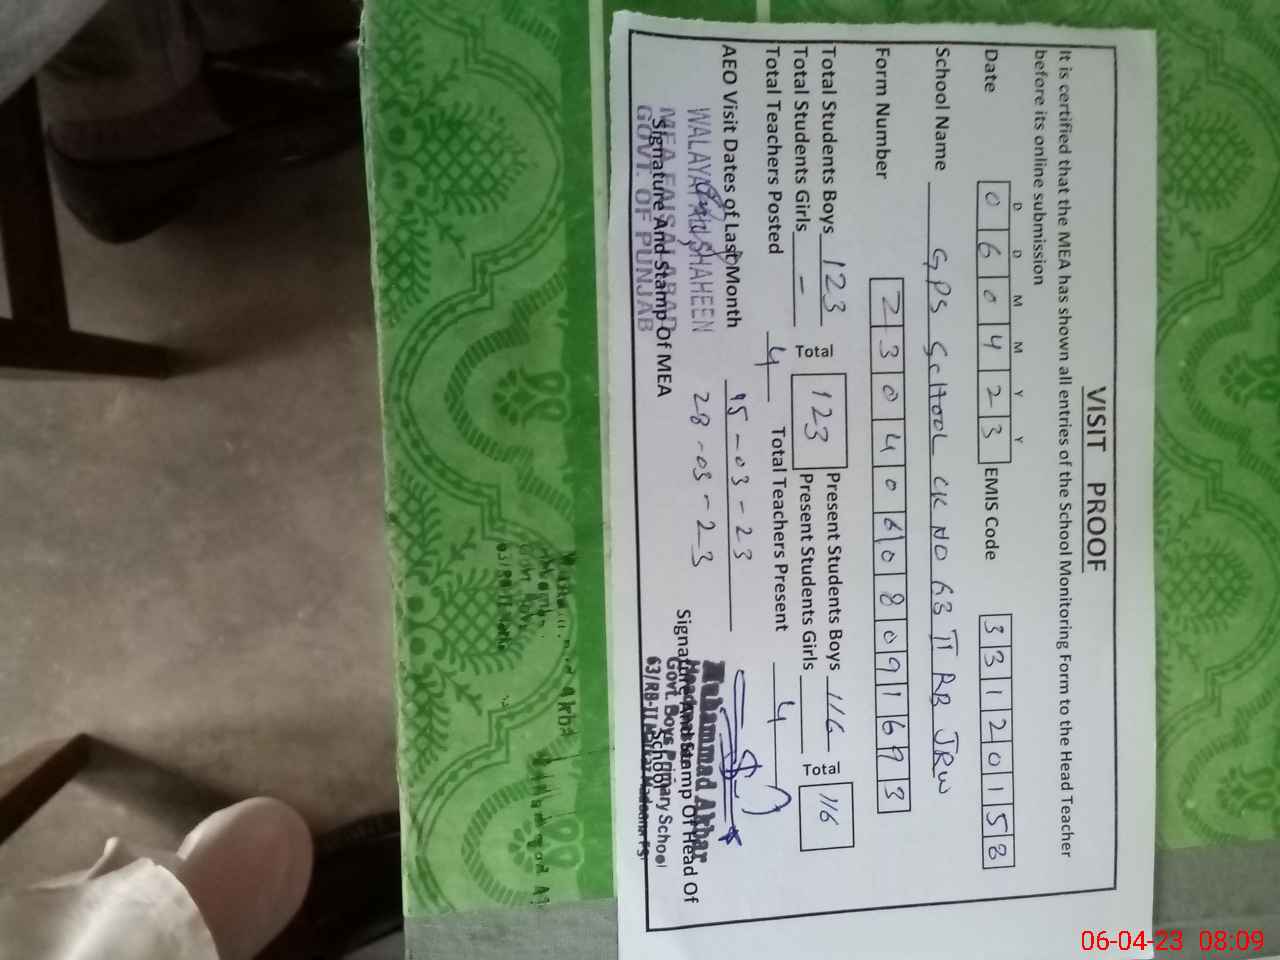 VISIT PROOF
It is certified that the MEA has shown all entries of the School Monitoring Form to the Head Teacher
before its online submission
D D M M Y Y
Date 0 6 0 4 2 3 EMIS Code 3 3 1 2 0 1 5 8
School Name GPS SCHOOL CK NO 63 II RB JRW
Form Number 2 3 0 4 0 6 0 8 0 9 1 6 9 3
Total Students Boys 123 Total 123 Present Students Boys 116 Total 116
Total Students Girls - Present Students Girls
Total Teachers Posted 4 Total Teachers Present 4
AEO Visit Dates of Last Month 15-03-23
28-03-23
WALAYAT ALI SHAHEEN
MEA FAISALABAD
GOVT. OF PUNJAB
Signature And Stamp Of MEA
Muhammad Akbar
Signature And Stamp Of Head Of
School
Govt. Boys Primary School
63/RB-II
06-04-23 08:09